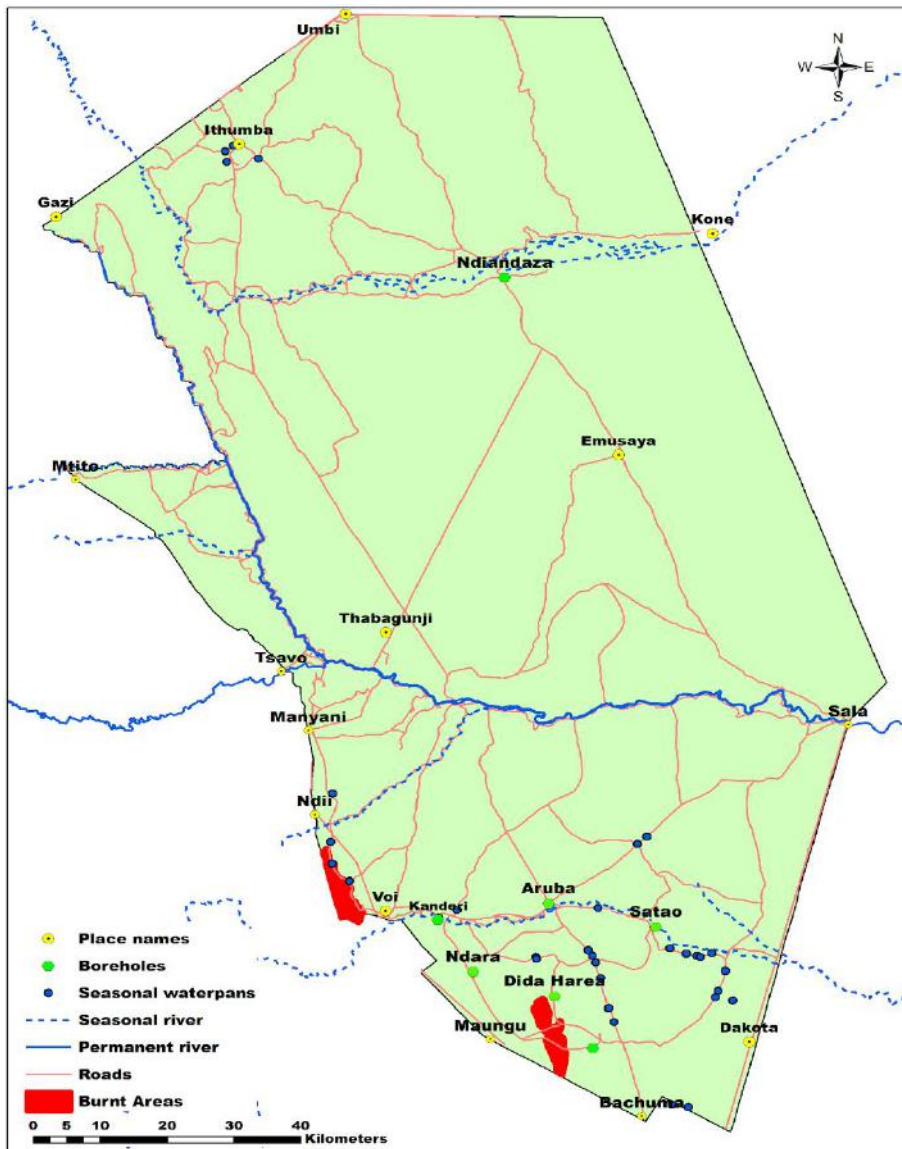 Umbi
N
W E
S
Ithumba
Gazi
Kone
Ndiandaza
Emusaya
Mtito
Thabagunji
Tsavo
Manyani
Sala
Ndii
Voi
Kanderi
Aruba
Satao
Ndara
Dida Harea
Maungu
Dakota
Bachuma
Place names
Boreholes
Seasonal waterpans
Seasonal river
Permanent river
Roads
Burnt Areas
0 5 10 20 30 40
Kilometers